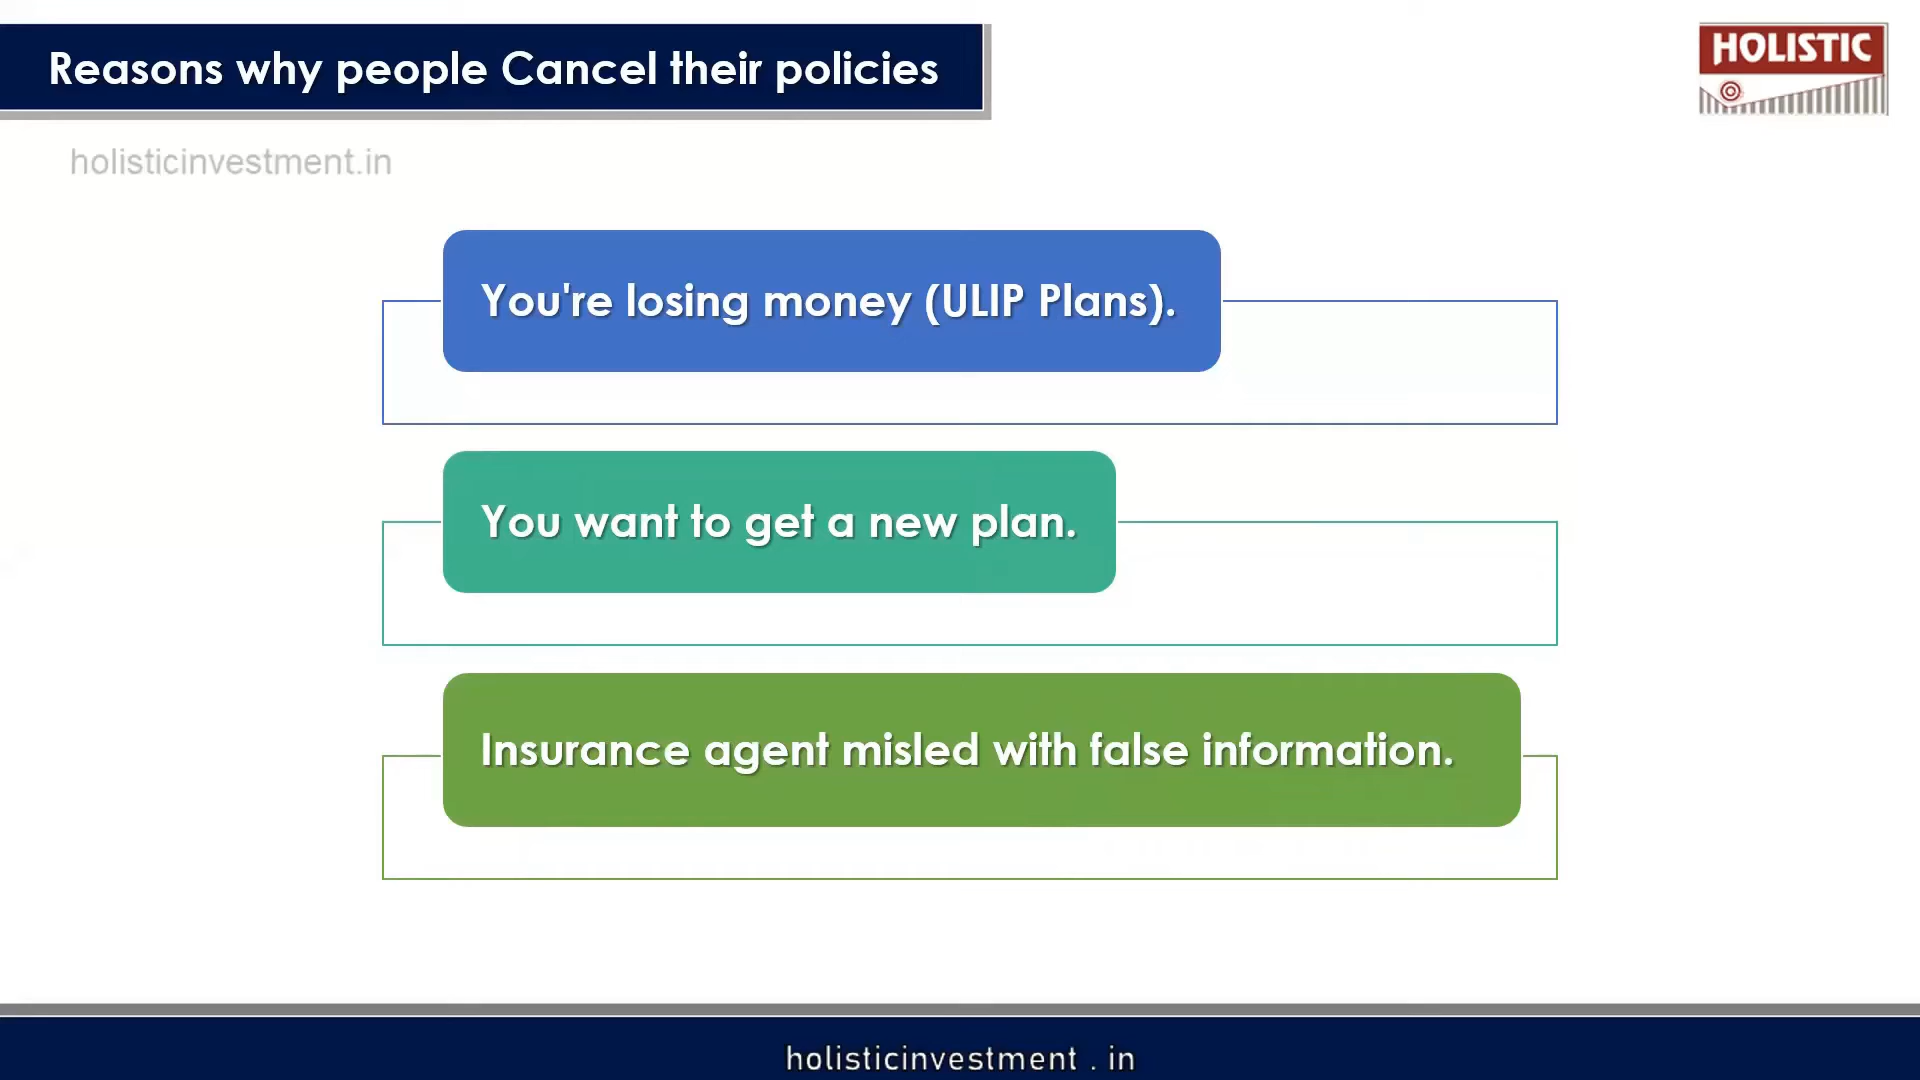 Reasons why people Cancel their policies
HOLISTIC
holisticinvestment.in
You're losing money (ULIP Plans).
You want to get a new plan.
Insurance agent misled with false information.
holisticinvestment . in